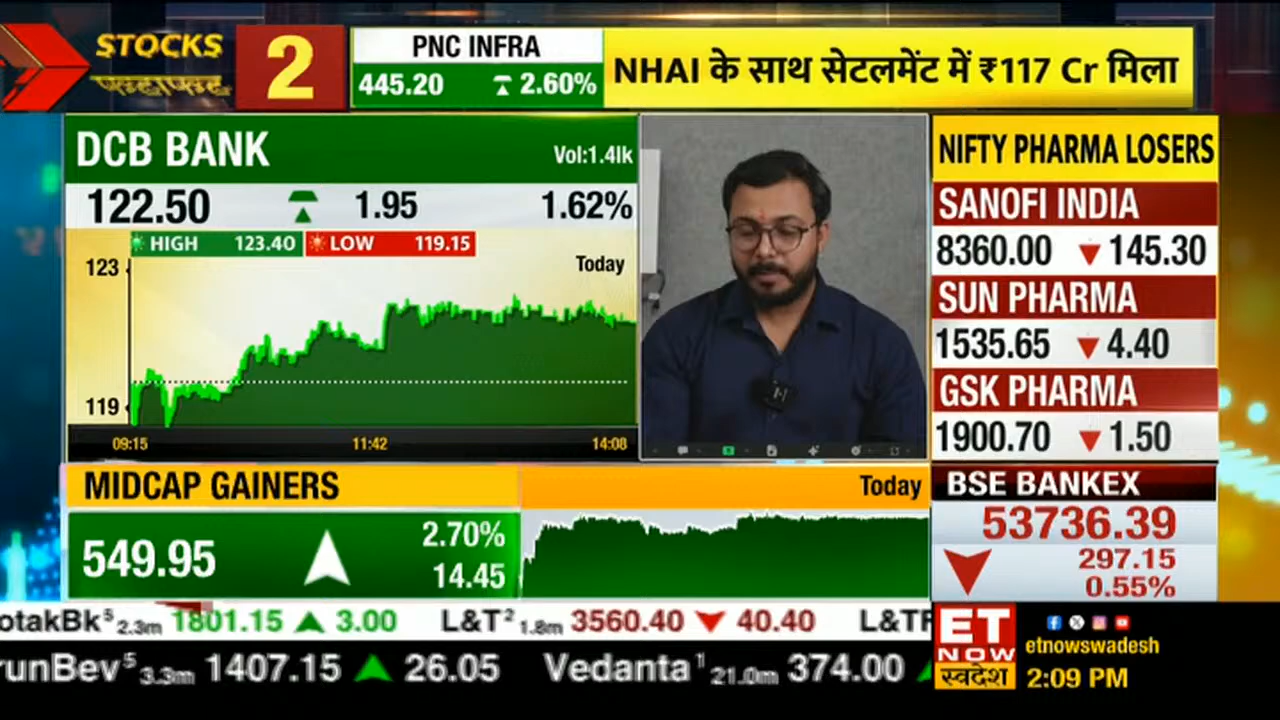 STOCKS
2
PNC INFRA
445.20 2.60%
NHAI के साथ सेटलमेंट में ₹117 Cr मिला
DCB BANK
Vol:1.4lk
122.50 1.95 1.62%
HIGH 123.40 LOW 119.15
Today
123
119
09:15 11:42 14:08
NIFTY PHARMA LOSERS
SANOFI INDIA
8360.00 ▼ 145.30
SUN PHARMA
1535.65 ▼ 4.40
GSK PHARMA
1900.70 ▼ 1.50
MIDCAP GAINERS
Today
549.95 ▲ 2.70%
14.45
BSE BANKEX
53736.39
▼ 297.15
0.55%
otakBk⁵ 2.3m 1801.15 ▲ 3.00 L&T² 1.8m 3560.40 ▼ 40.40 L&TF
runBev⁵ 3.3m 1407.15 ▲ 26.05 Vedanta¹ 21.0m 374.00
ET
NOW
स्वदेश
etnowswadesh
2:09 PM